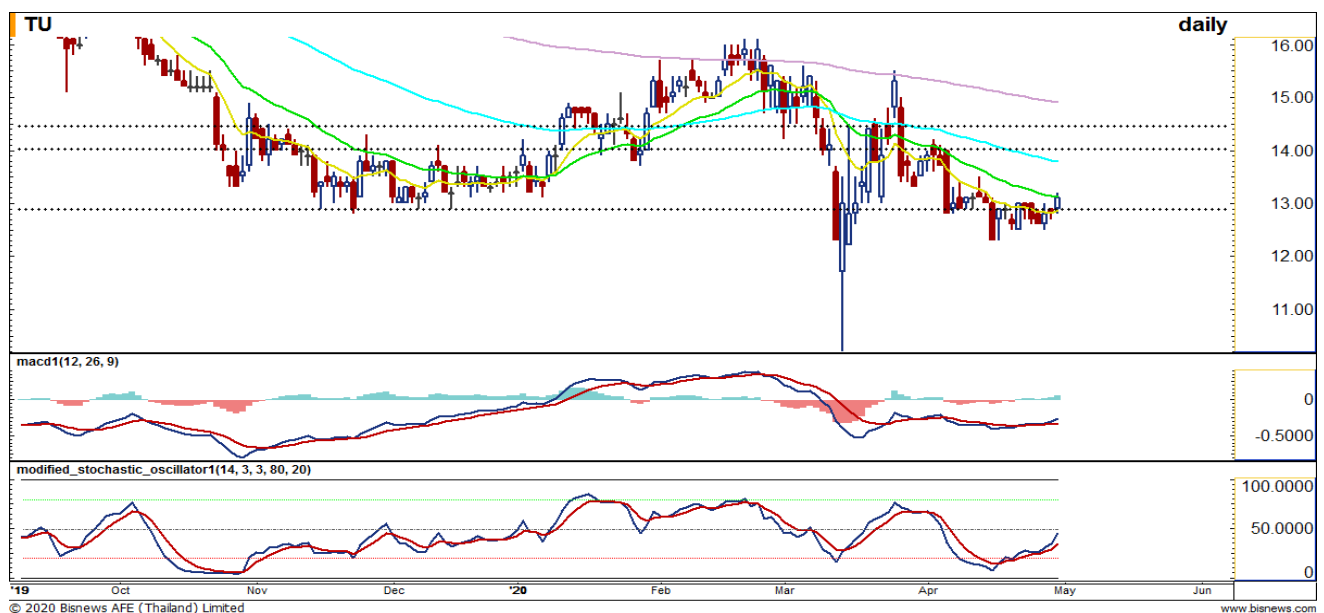 TU
daily
16.00
15.00
14.00
13.00
12.00
11.00
macd1(12, 26, 9)
0
-0.5000
modified_stochastic_oscillator1(14, 3, 3, 80, 20)
100.0000
50.0000
0
'19 Oct Nov Dec '20 Feb Mar Apr May Jun
© 2020 Bisnews AFE (Thailand) Limited
www.bisnews.com